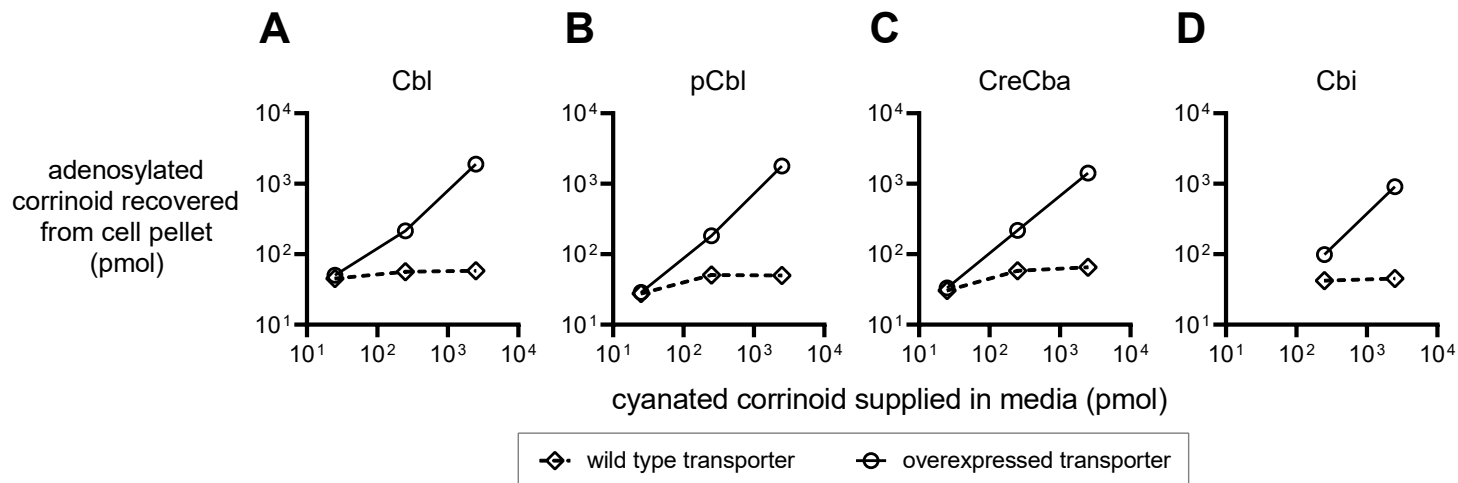 A B C D
Cbl pCbl CreCba Cbi
10⁴ 10⁴ 10⁴ 10⁴
adenosylated
corrinoid recovered
from cell pellet
(pmol)
10³ 10³ 10³ 10³
10² 10² 10² 10²
10¹ 10¹ 10¹ 10¹
10¹ 10² 10³ 10⁴ 10¹ 10² 10³ 10⁴ 10¹ 10² 10³ 10⁴ 10¹ 10² 10³ 10⁴
cyanated corrinoid supplied in media (pmol)
wild type transporter overexpressed transporter